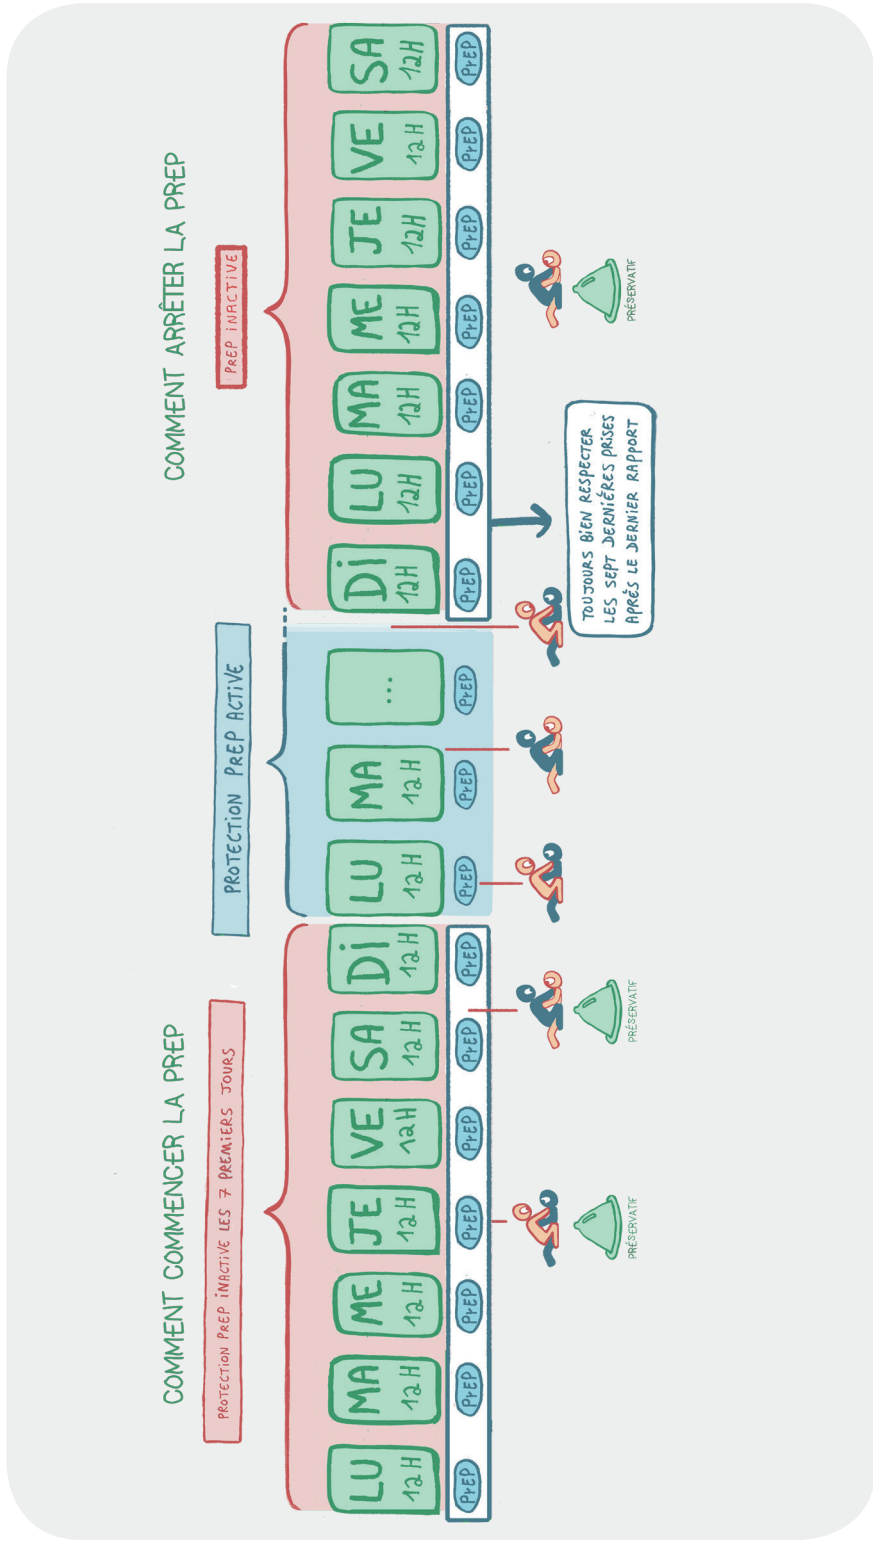 COMMENT COMMENCER LA PREP
PROTECTION PREP INACTIVE LES 7 PREMIERS JOURS
LU
12H
MA
12H
ME
12H
JE
12H
VE
12H
SA
12H
Di
12H
PrEP
PrEP
PrEP
PrEP
PrEP
PrEP
PrEP
PRÉSERVATIF
PRÉSERVATIF
PROTECTION PREP ACTIVE
LU
12H
MA
12H
...
PrEP
PrEP
PrEP
COMMENT ARRÊTER LA PREP
PREP INACTIVE
Di
12H
LU
12H
MA
12H
ME
12H
JE
12H
VE
12H
SA
12H
PrEP
PrEP
PrEP
PrEP
PrEP
PrEP
PrEP
TOUJOURS BIEN RESPECTER
LES SEPT DERNIÉRES PRISES
APRÉS LE DERNIER RAPPORT
PRÉSERVATIF